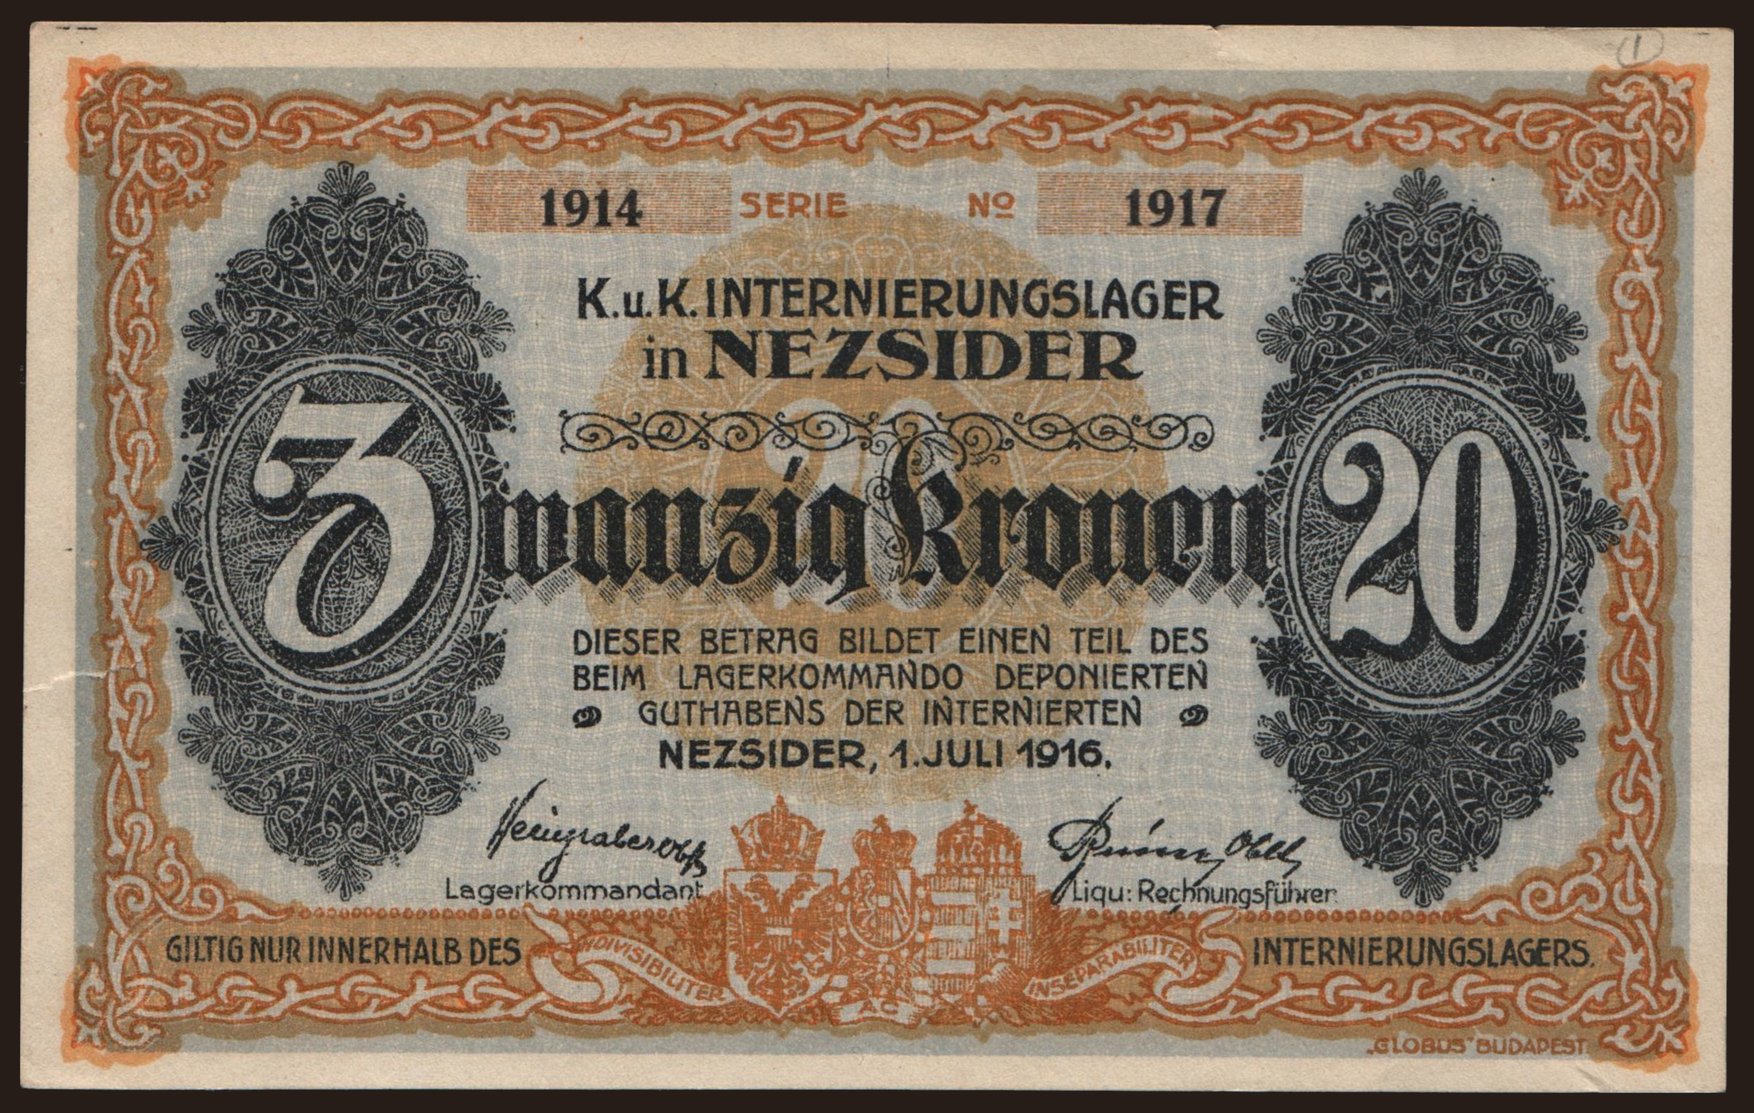 1914 SERIE No 1917
K.u.K. INTERNIERUNGSLAGER
in NEZSIDER
Zwanzig Kronen 20
DIESER BETRAG BILDET EINEN TEIL DES
BEIM LAGERKOMMANDO DEPONIERTEN
GUTHABENS DER INTERNIERTEN
NEZSIDER, 1. JULI 1916.
Lagerkommandant Liqu: Rechnungsführer
GILTIG NUR INNERHALB DES INTERNIERUNGSLAGERS.
INDIVISIBILITER AC INSEPARABILITER
„GLOBUS" BUDAPEST